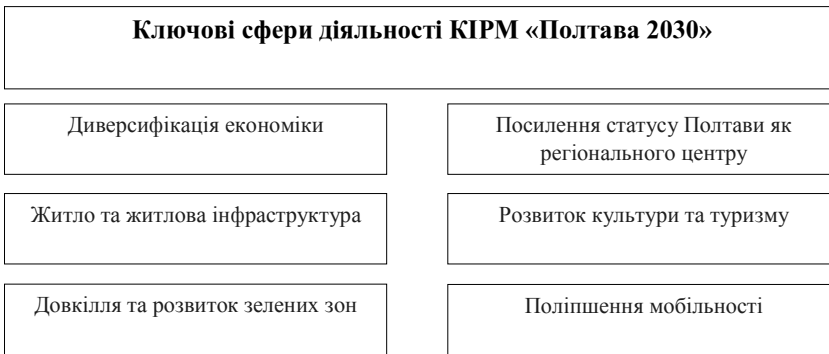 Ключові сфери діяльності КІРМ «Полтава 2030»
Диверсифікація економіки
Посилення статусу Полтави як
регіонального центру
Житло та житлова інфраструктура
Розвиток культури та туризму
Довкілля та розвиток зелених зон
Поліпшення мобільності